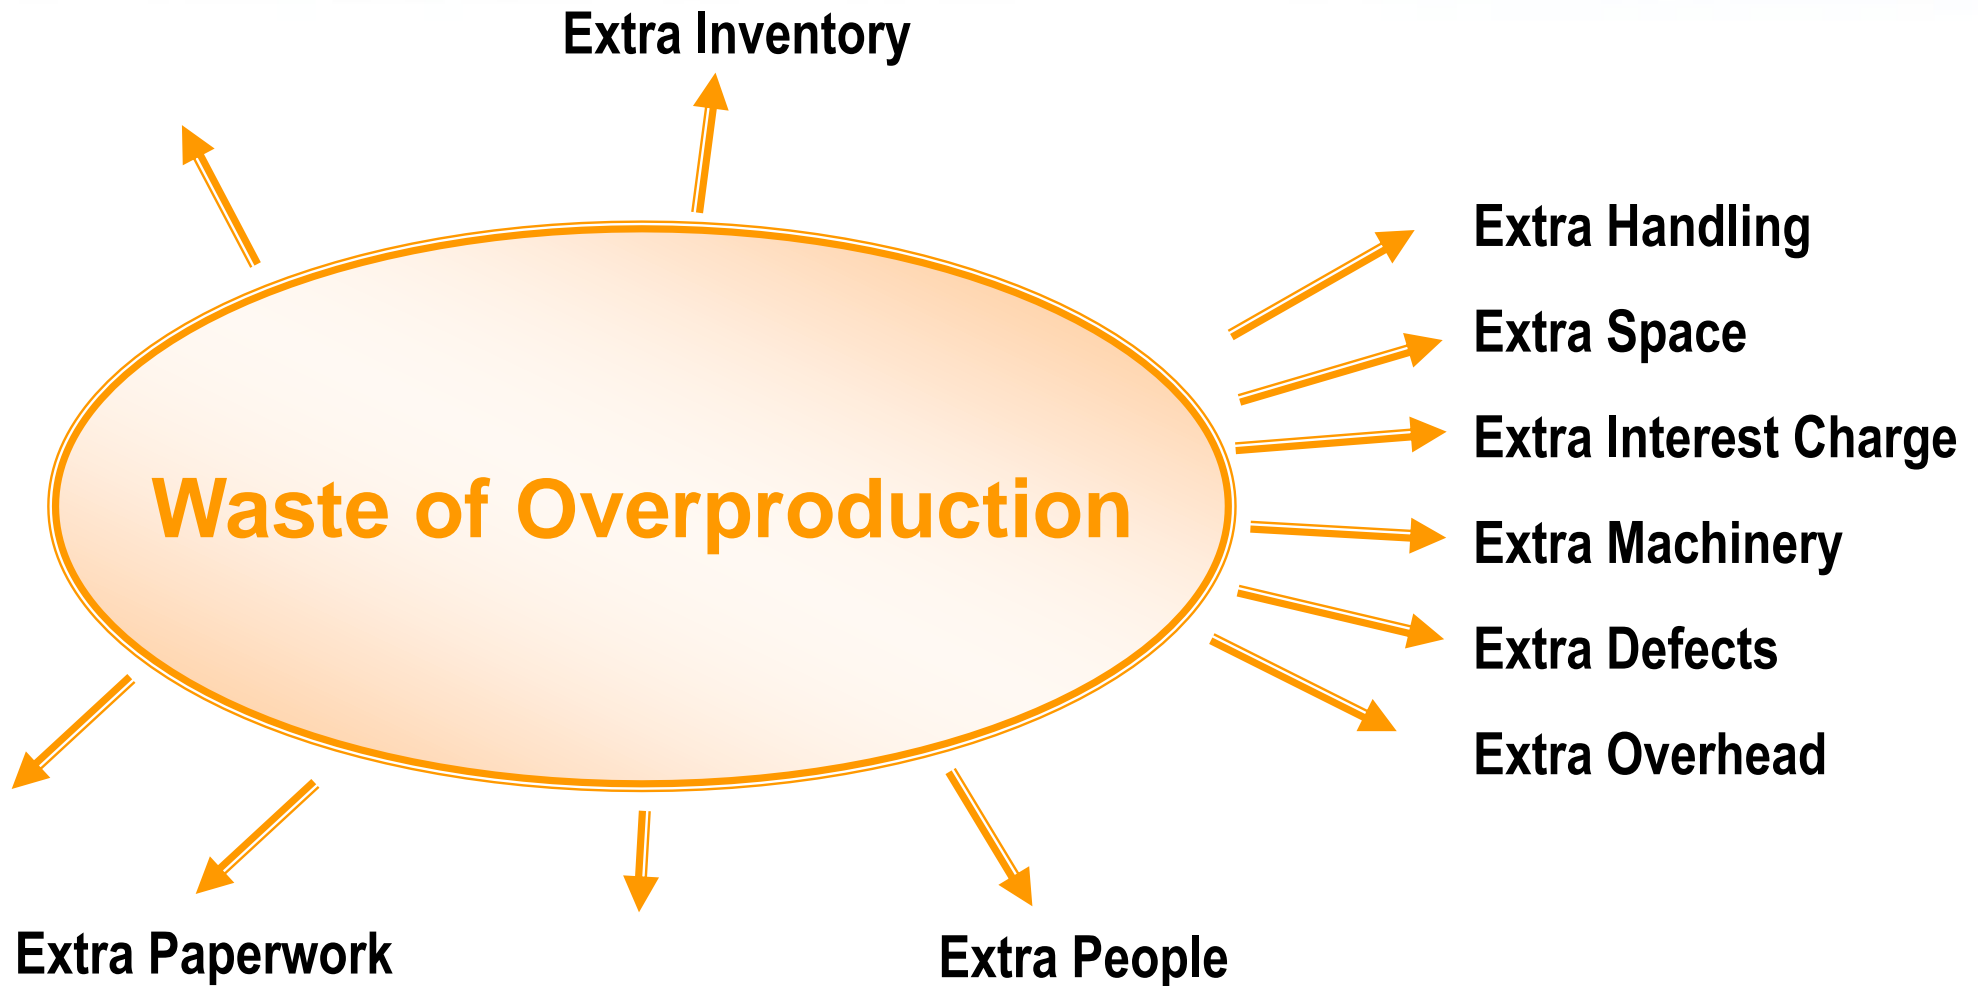 Extra Inventory
Extra Handling
Extra Space
Extra Interest Charge
Waste of Overproduction
Extra Machinery
Extra Defects
Extra Overhead
Extra Paperwork
Extra People